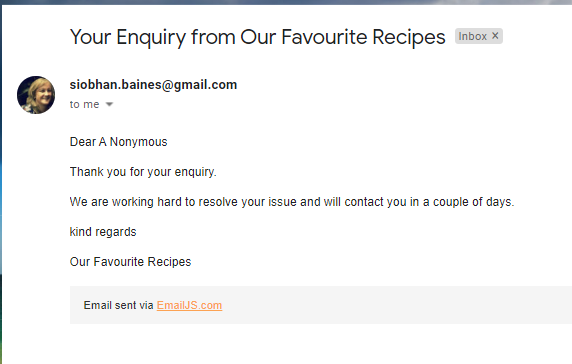 Your Enquiry from Our Favourite Recipes Inbox ×
siobhan.baines@gmail.com
to me
Dear A Nonymous
Thank you for your enquiry.
We are working hard to resolve your issue and will contact you in a couple of days.
kind regards
Our Favourite Recipes
Email sent via EmailJS.com